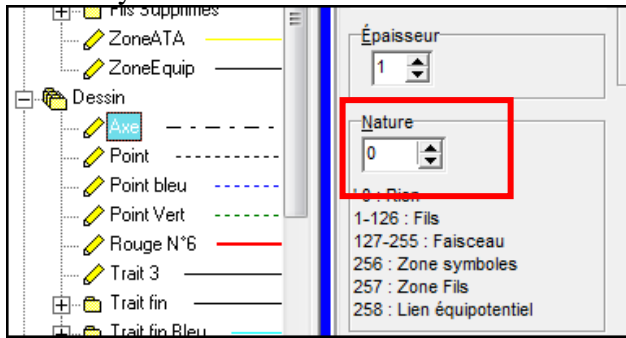 Fils Supprimés
ZoneATA
ZoneEquip
Dessin
Axe
Point
Point bleu
Point Vert
Rouge N°6
Trait 3
Trait fin
Trait fin Bleu
Épaisseur
1
Nature
0
0 : Rien
1-126 : Fils
127-255 : Faisceau
256 : Zone symboles
257 : Zone Fils
258 : Lien équipotentiel